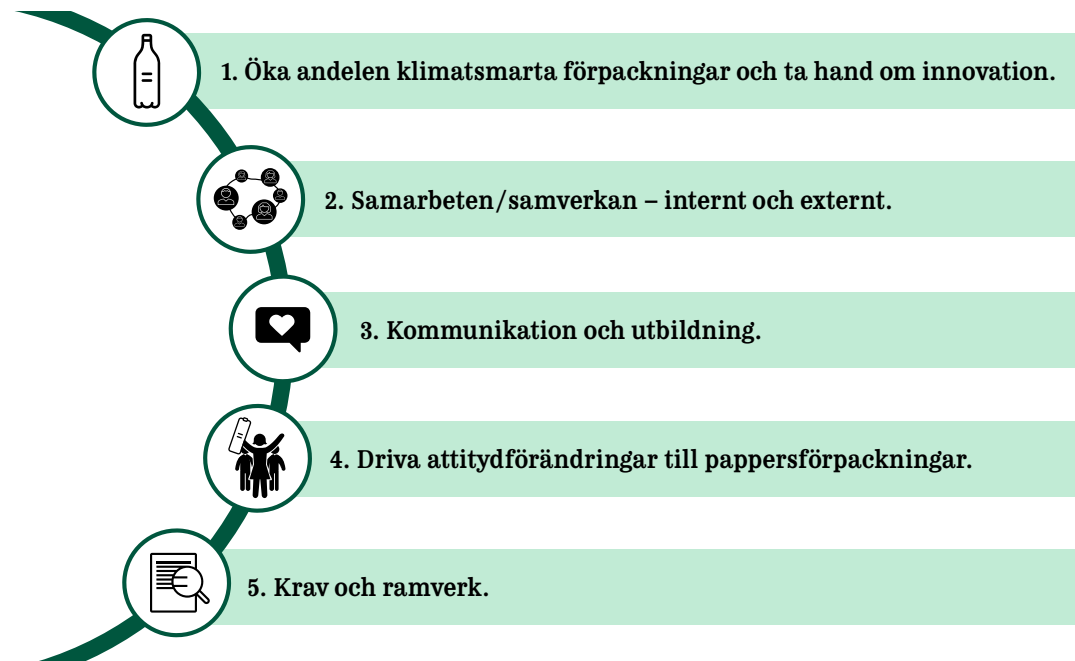 1. Öka andelen klimatsmarta förpackningar och ta hand om innovation.
2. Samarbeten/samverkan – internt och externt.
3. Kommunikation och utbildning.
4. Driva attitydförändringar till pappersförpackningar.
5. Krav och ramverk.